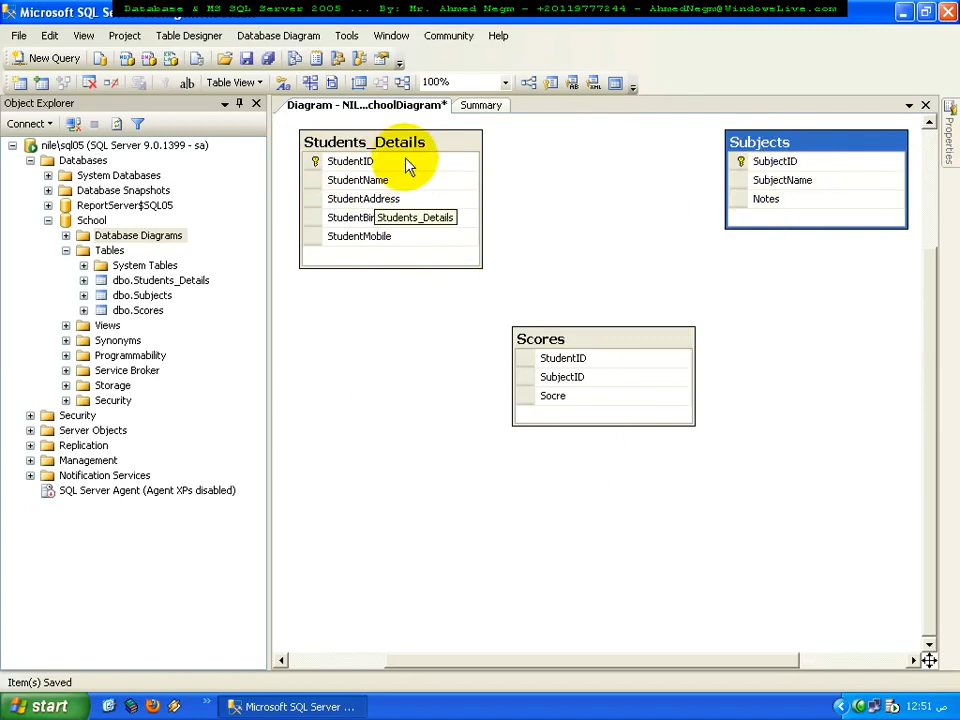 Microsoft SQL Se
Database & MS SQL Server 2005 ... By: Mr. Ahmed Negm - +20119777244 - AhmedNegm@WindowsLive.com
File Edit View Project Table Designer Database Diagram Tools Window Community Help
New Query
Table View 100%
Object Explorer
Diagram - NIL...choolDiagram* Summary
Connect
Properties
nile\sql05 (SQL Server 9.0.1399 - sa)
Databases
System Databases
Database Snapshots
ReportServer$SQL05
School
Database Diagrams
Tables
System Tables
dbo.Students_Details
dbo.Subjects
dbo.Scores
Views
Synonyms
Programmability
Service Broker
Storage
Security
Security
Server Objects
Replication
Management
Notification Services
SQL Server Agent (Agent XPs disabled)
Students_Details
StudentID
StudentName
StudentAddress
StudentBir
Students_Details
StudentMobile
Subjects
SubjectID
SubjectName
Notes
Scores
StudentID
SubjectID
Socre
Item(s) Saved
start
Microsoft SQL Server ...
12:51 ص